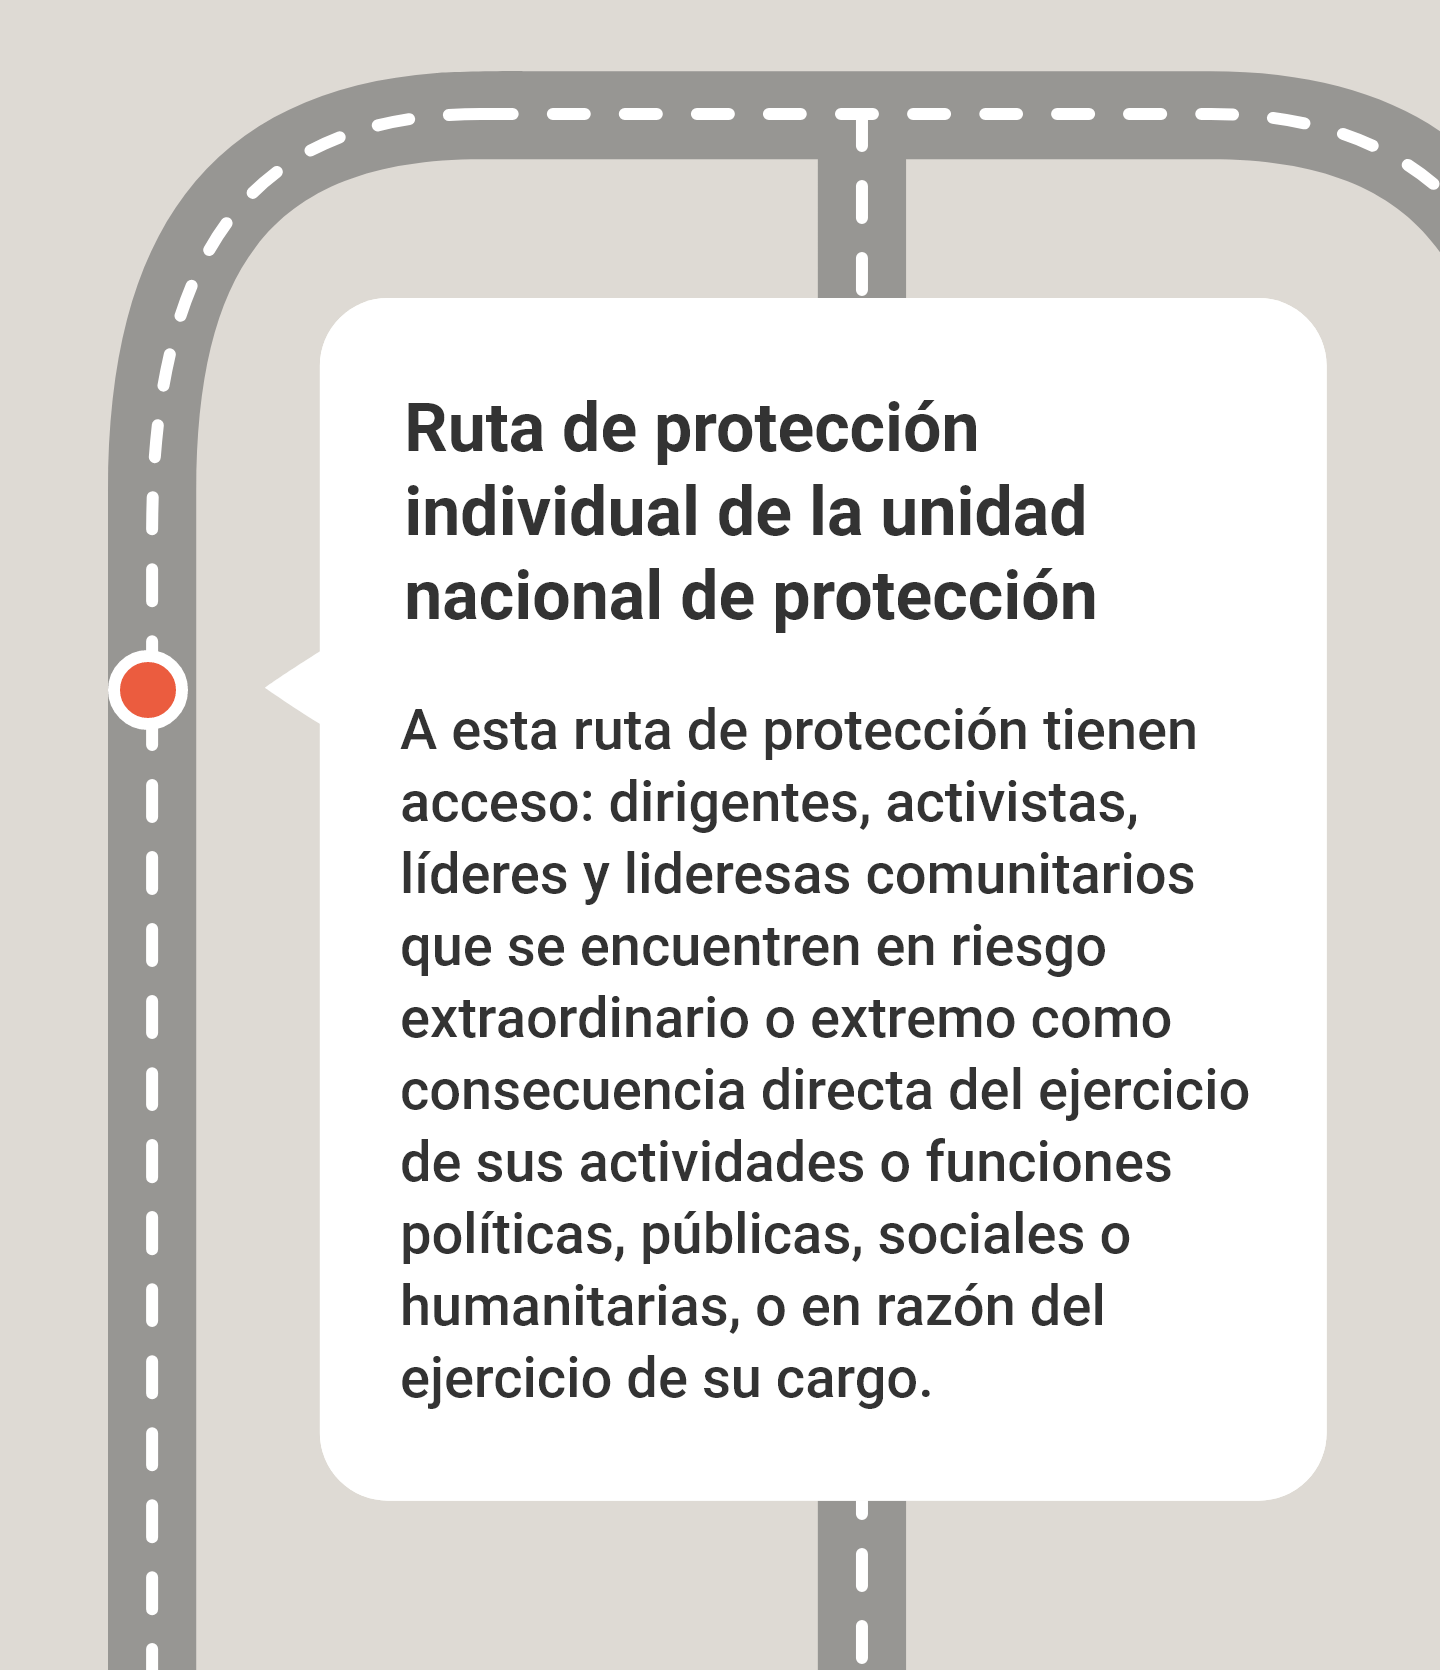 Ruta de protección
individual de la unidad
nacional de protección
A esta ruta de protección tienen
acceso: dirigentes, activistas,
líderes y lideresas comunitarios
que se encuentren en riesgo
extraordinario o extremo como
consecuencia directa del ejercicio
de sus actividades o funciones
políticas, públicas, sociales o
humanitarias, o en razón del
ejercicio de su cargo.